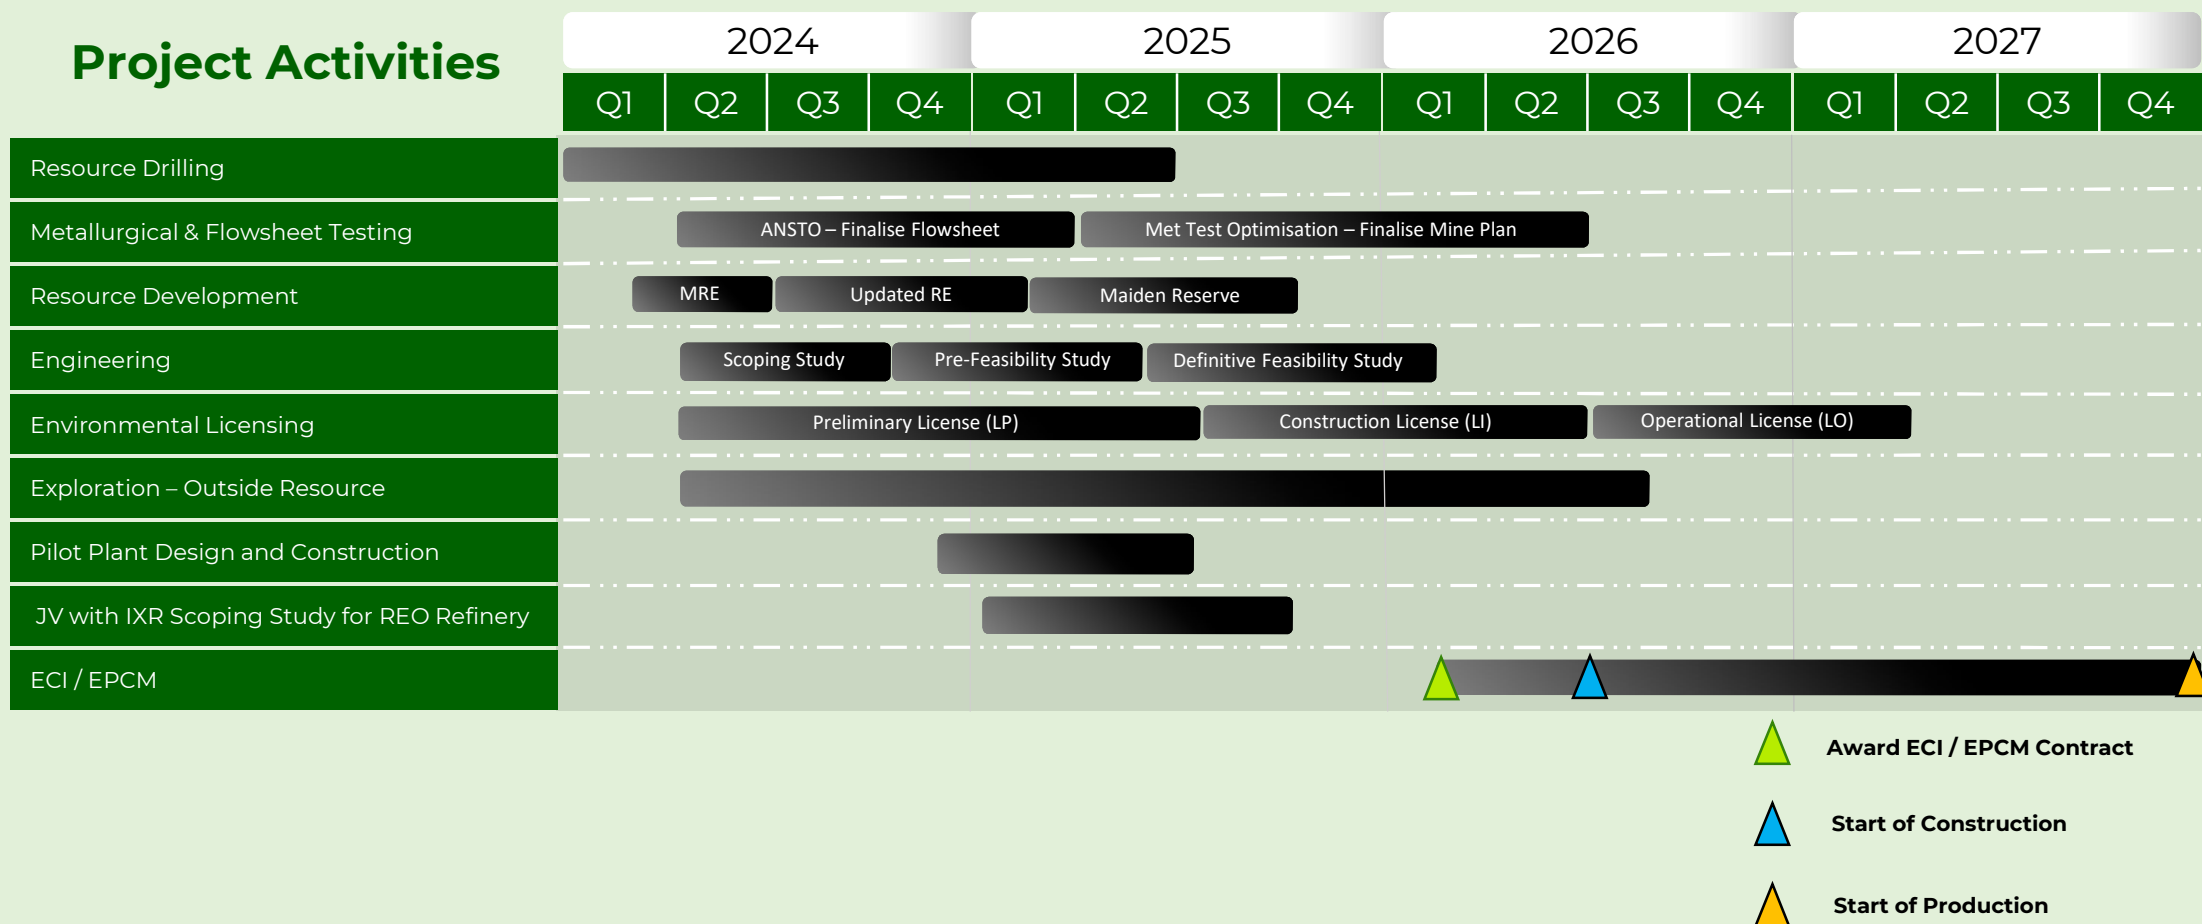 Project Activities
2024 2025 2026 2027
Q1 Q2 Q3 Q4 Q1 Q2 Q3 Q4 Q1 Q2 Q3 Q4 Q1 Q2 Q3 Q4
Resource Drilling
Metallurgical & Flowsheet Testing
ANSTO – Finalise Flowsheet
Met Test Optimisation – Finalise Mine Plan
Resource Development
MRE
Updated RE
Maiden Reserve
Engineering
Scoping Study
Pre-Feasibility Study
Definitive Feasibility Study
Environmental Licensing
Preliminary License (LP)
Construction License (LI)
Operational License (LO)
Exploration – Outside Resource
Pilot Plant Design and Construction
JV with IXR Scoping Study for REO Refinery
ECI / EPCM
Award ECI / EPCM Contract
Start of Construction
Start of Production